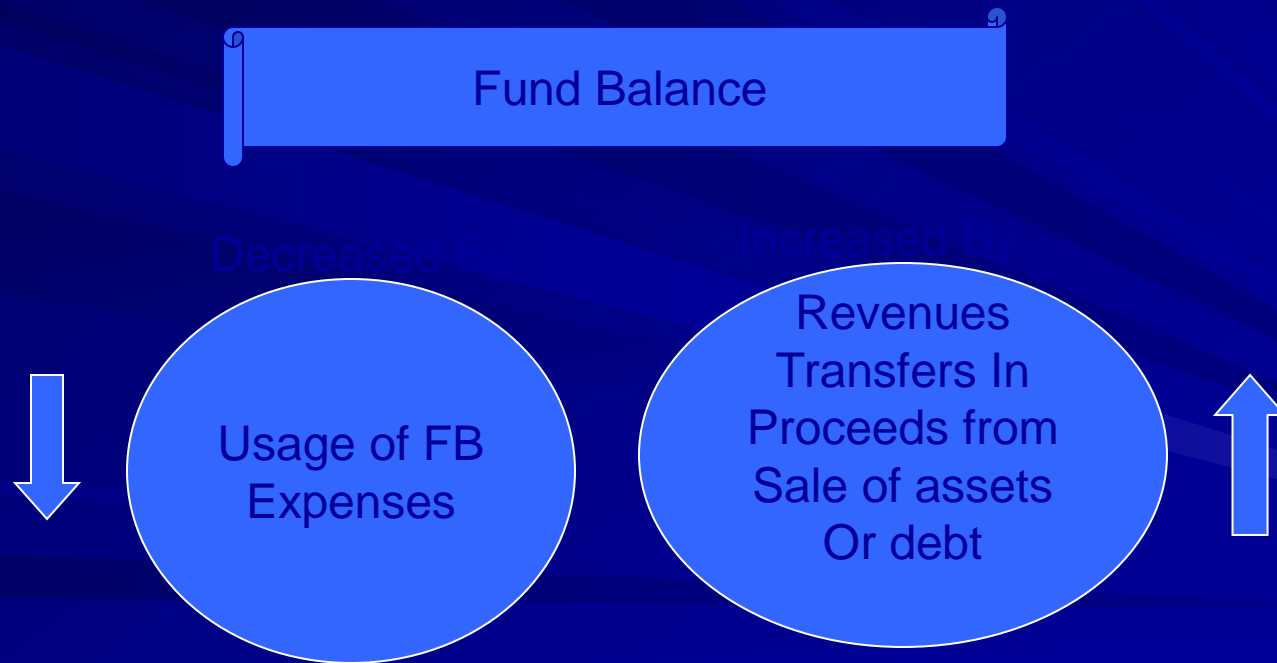 Fund Balance
Decreased By:
Usage of FB
Expenses
Increased By:
Revenues
Transfers In
Proceeds from
Sale of assets
Or debt